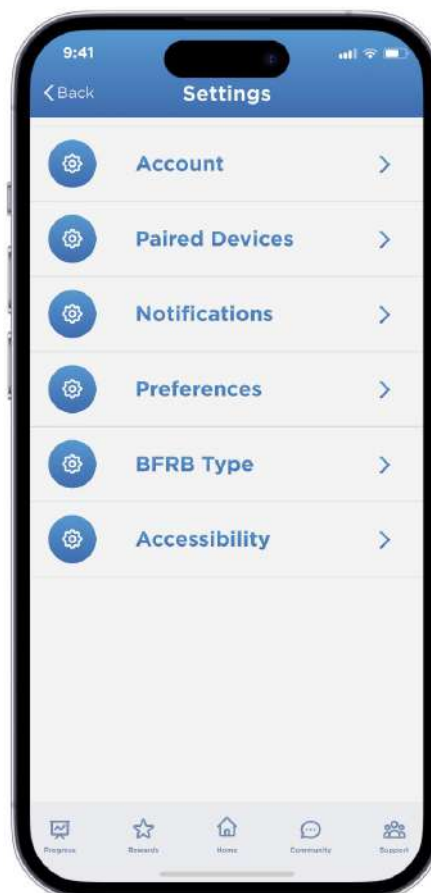 9:41
Back
Settings
Account
Paired Devices
Notifications
Preferences
BFRB Type
Accessibility
Progress
Rewards
Home
Community
Support